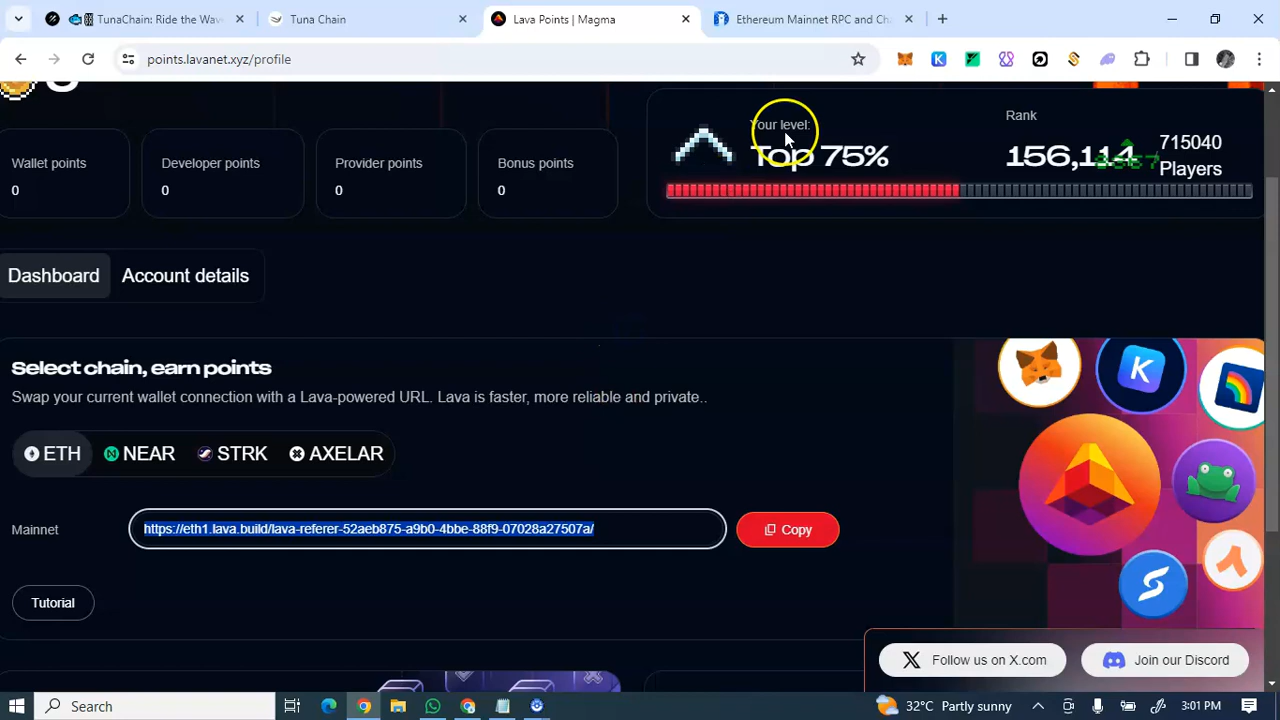 TunaChain: Ride the Wav
Tuna Chain
Lava Points | Magma
Ethereum Mainnet RPC and Ch
points.lavanet.xyz/profile
Wallet points
0
Developer points
0
Provider points
0
Bonus points
0
Your level:
Top 75%
Rank
156,114
715040
Players
Dashboard
Account details
Select chain, earn points
Swap your current wallet connection with a Lava-powered URL. Lava is faster, more reliable and private..
ETH
NEAR
STRK
AXELAR
Mainnet
https://eth1.lava.build/lava-referer-52aeb875-a9b0-4bbe-88f9-07028a27507a/
Copy
Tutorial
K
Follow us on X.com
Join our Discord
Search
32°C Partly sunny
3:01 PM